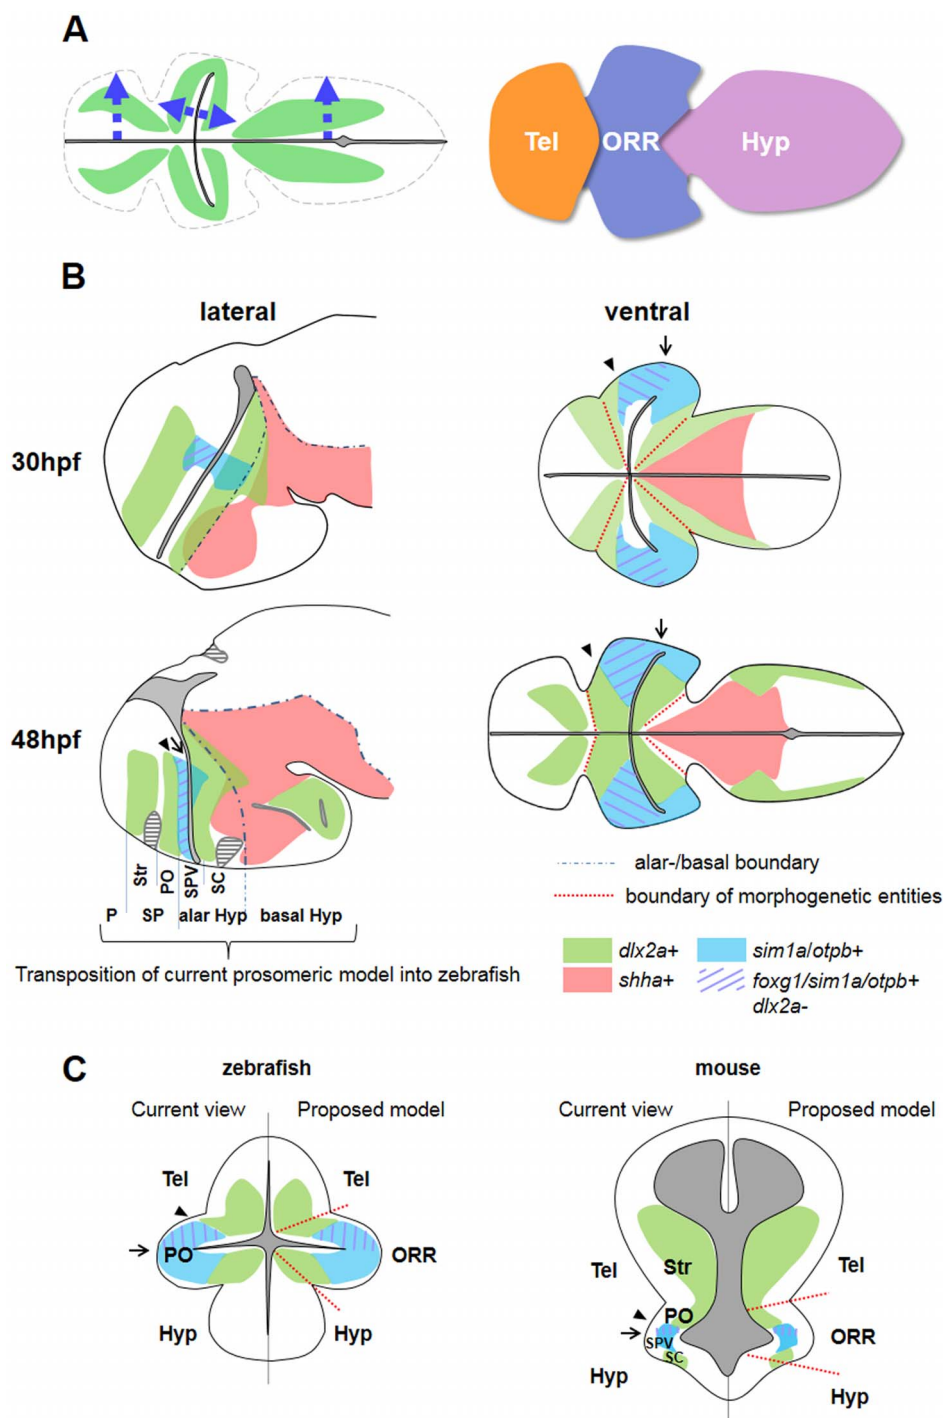 A
Tel ORR Hyp
B
lateral
ventral
30hpf
48hpf
Str PO SPV SC
P SP alar Hyp basal Hyp
Transposition of current prosomeric model into zebrafish
alar-/basal boundary
boundary of morphogenetic entities
dlx2a+
sim1a/otpb+
shha+
foxg1/sim1a/otpb+
dlx2a-
C
zebrafish
mouse
Current view Proposed model
Current view Proposed model
Tel Tel
PO ORR
Hyp Hyp
Tel Str Tel
PO
SPV ORR
SC
Hyp
Hyp